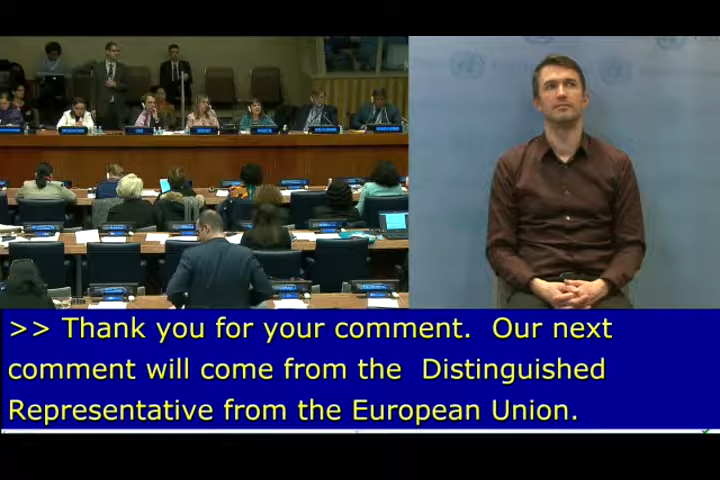 >> Thank you for your comment. Our next
comment will come from the Distinguished
Representative from the European Union.